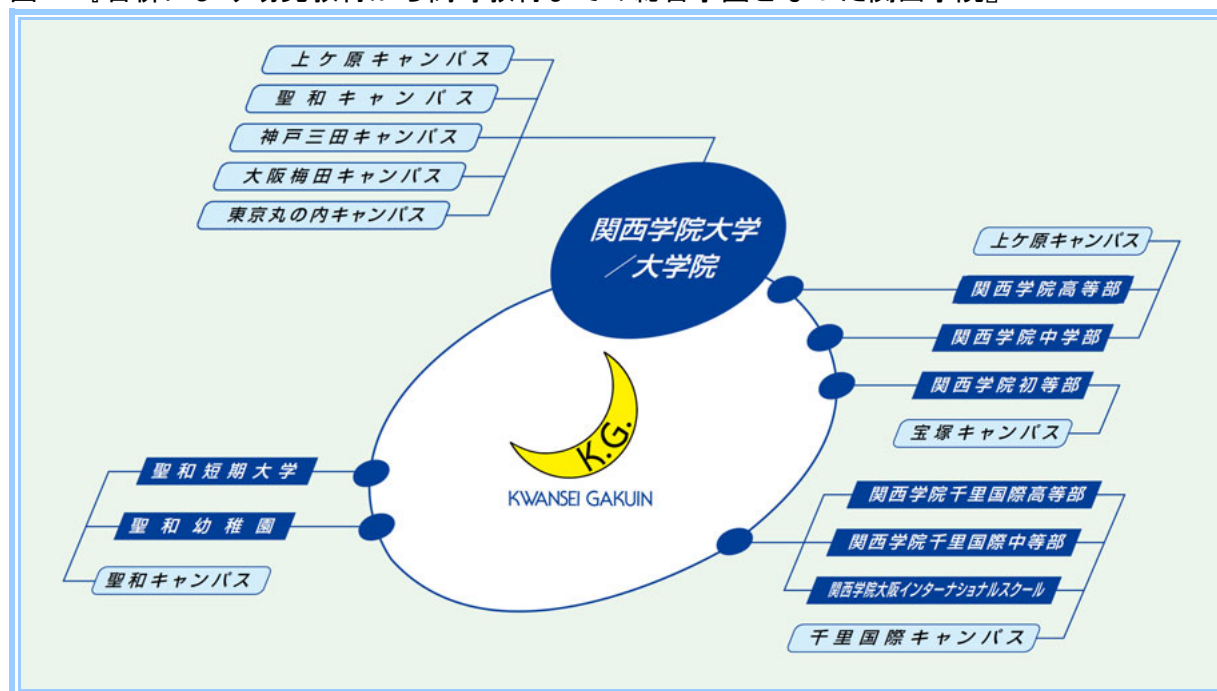 上ケ原キャンパス
聖和キャンパス
神戸三田キャンパス
大阪梅田キャンパス
東京丸の内キャンパス
関西学院大学
／大学院
上ケ原キャンパス
関西学院高等部
関西学院中学部
関西学院初等部
宝塚キャンパス
K.G.
KWANSEI GAKUIN
聖和短期大学
聖和幼稚園
聖和キャンパス
関西学院千里国際高等部
関西学院千里国際中等部
関西学院大阪インターナショナルスクール
千里国際キャンパス